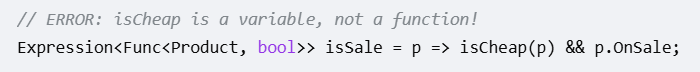 // ERROR: isCheap is a variable, not a function!
Expression<Func<Product, bool>> isSale = p => isCheap(p) && p.OnSale;